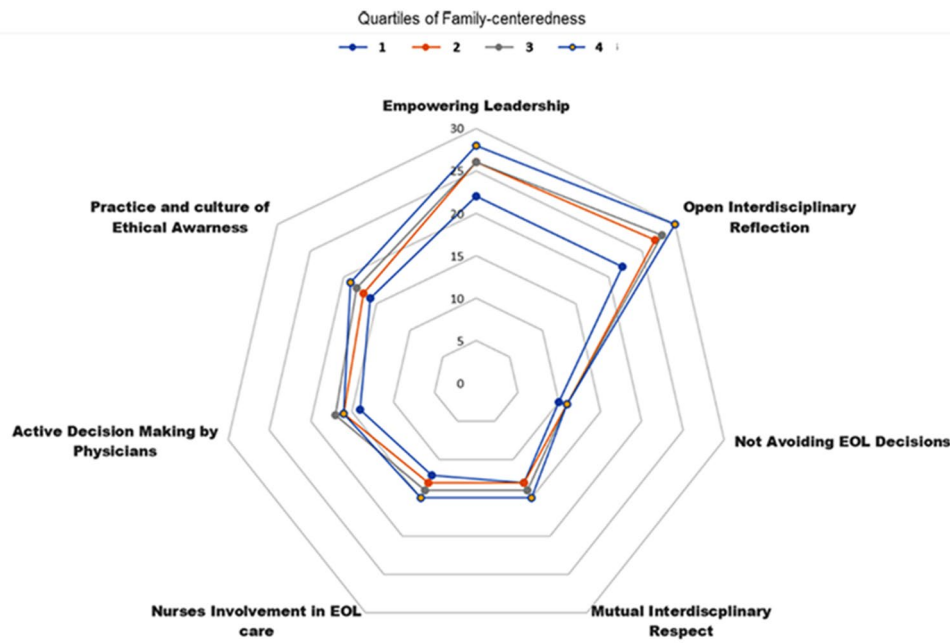 Quartiles of Family-centeredness
1 2 3 4
Empowering Leadership
30
25
20
15
10
5
0
Practice and culture of
Ethical Awarness
Open Interdisciplinary
Reflection
Active Decision Making by
Physicians
Not Avoiding EOL Decisions
Nurses Involvement in EOL
care
Mutual Interdiscplinary
Respect